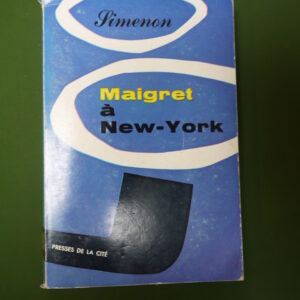 Simenon
Maigret
à
New-York
PRESSES DE LA CITÉ